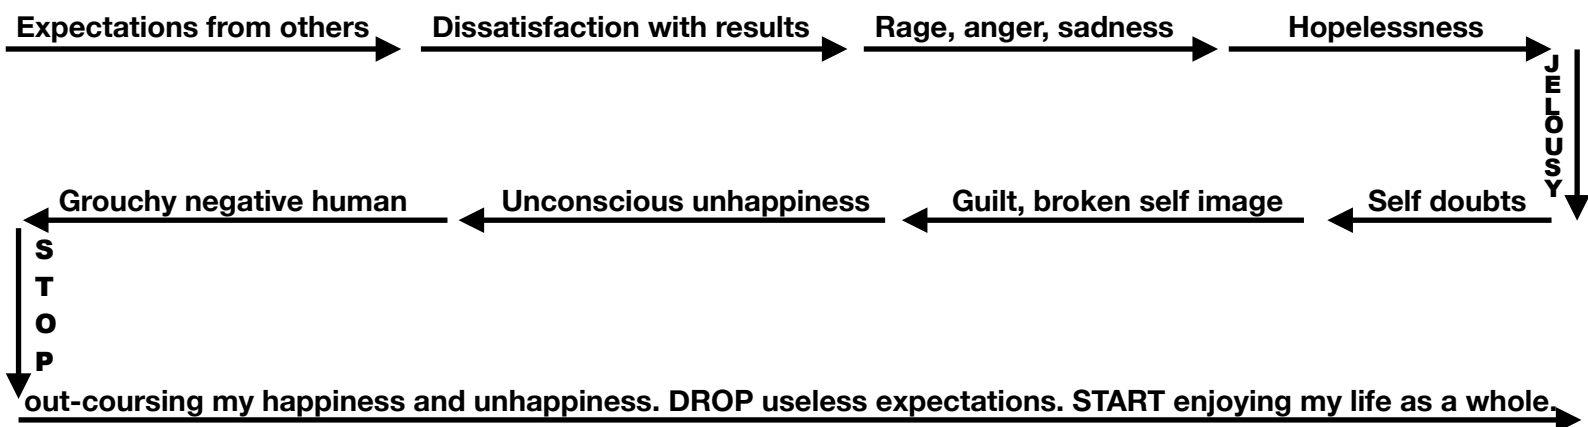 Expectations from others Dissatisfaction with results Rage, anger, sadness Hopelessness
JELOUSY
Self doubts
Guilt, broken self image
Unconscious unhappiness
Grouchy negative human
STOP
out-coursing my happiness and unhappiness. DROP useless expectations. START enjoying my life as a whole.